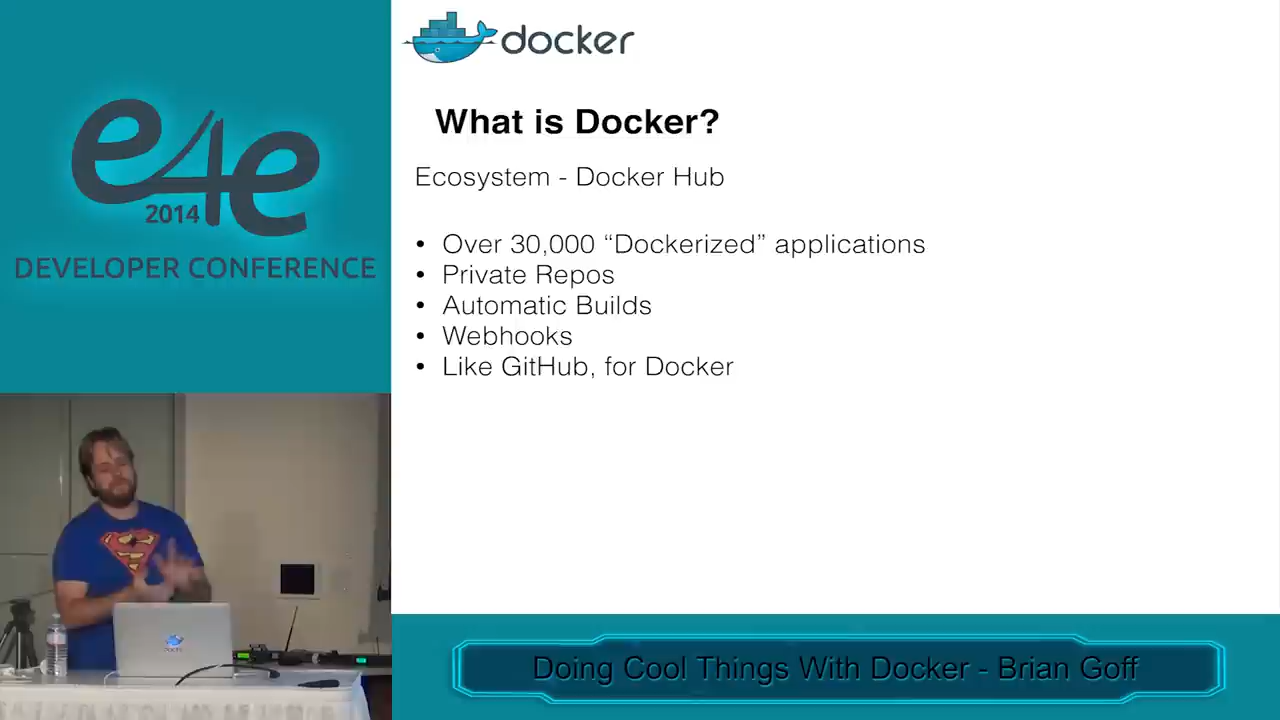 docker
e4e
2014
DEVELOPER CONFERENCE
What is Docker?
Ecosystem - Docker Hub
• Over 30,000 “Dockerized” applications
• Private Repos
• Automatic Builds
• Webhooks
• Like GitHub, for Docker
Doing Cool Things With Docker - Brian Goff